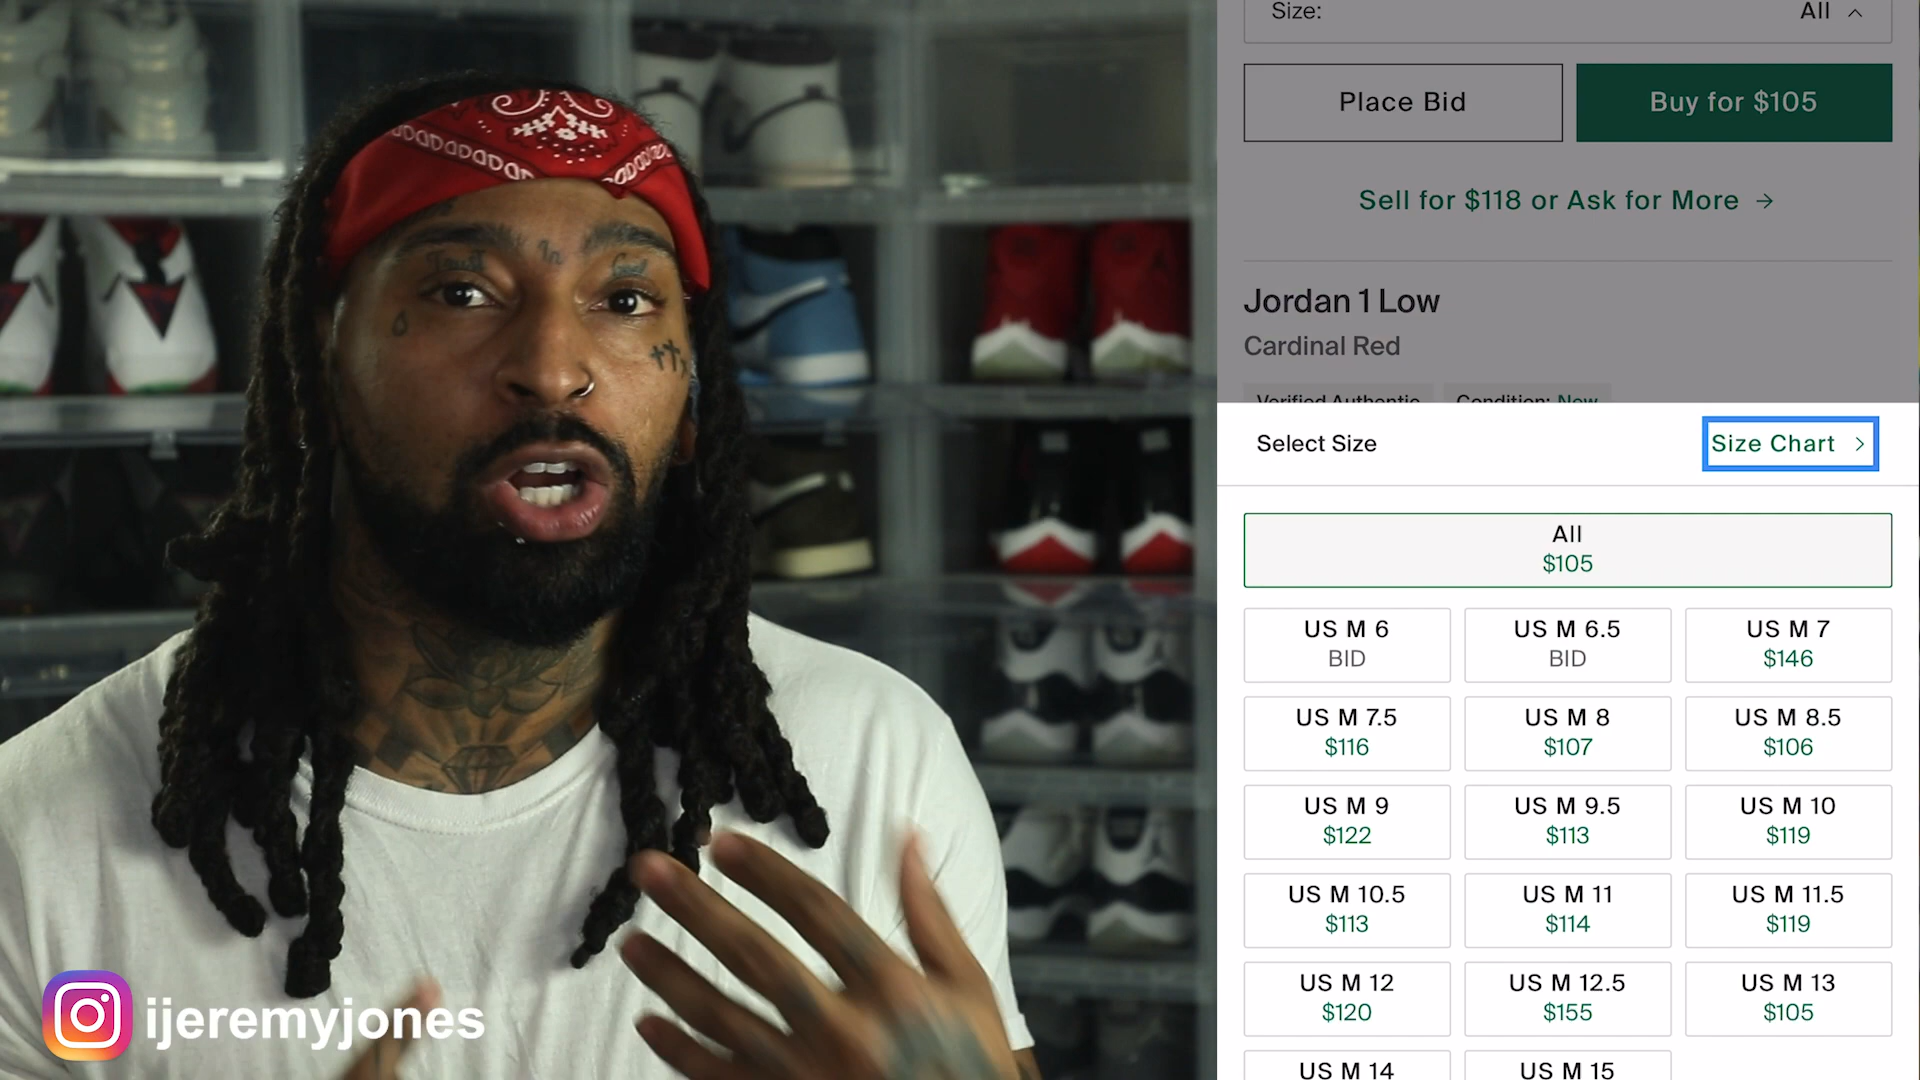 Size:
All
Place Bid
Buy for $105
Sell for $118 or Ask for More
Jordan 1 Low
Cardinal Red
Verified Authentic
Condition: New
Select Size
Size Chart
All
$105
US M 6
BID
US M 6.5
BID
US M 7
$146
US M 7.5
$116
US M 8
$107
US M 8.5
$106
US M 9
$122
US M 9.5
$113
US M 10
$119
US M 10.5
$113
US M 11
$114
US M 11.5
$119
US M 12
$120
US M 12.5
$155
US M 13
$105
US M 14
US M 15
ijeremyjones